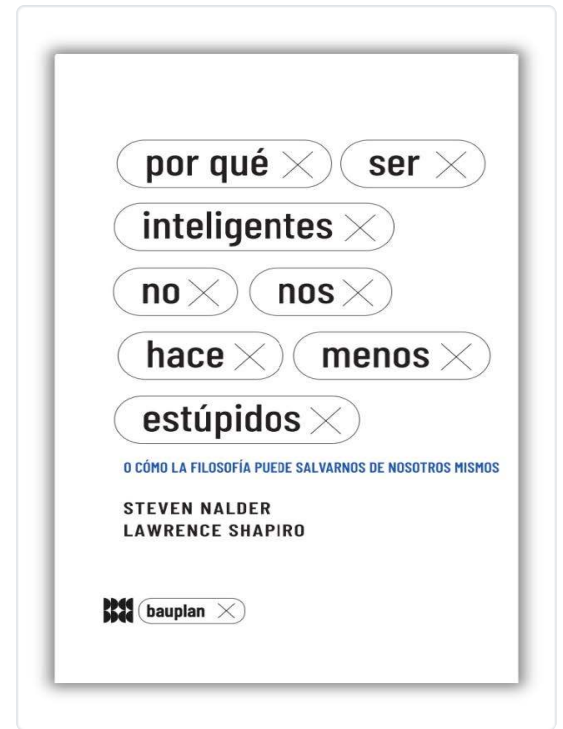 por qué ser
inteligentes
no nos
hace menos
estúpidos
O CÓMO LA FILOSOFÍA PUEDE SALVARNOS DE NOSOTROS MISMOS
STEVEN NALDER
LAWRENCE SHAPIRO
bauplan